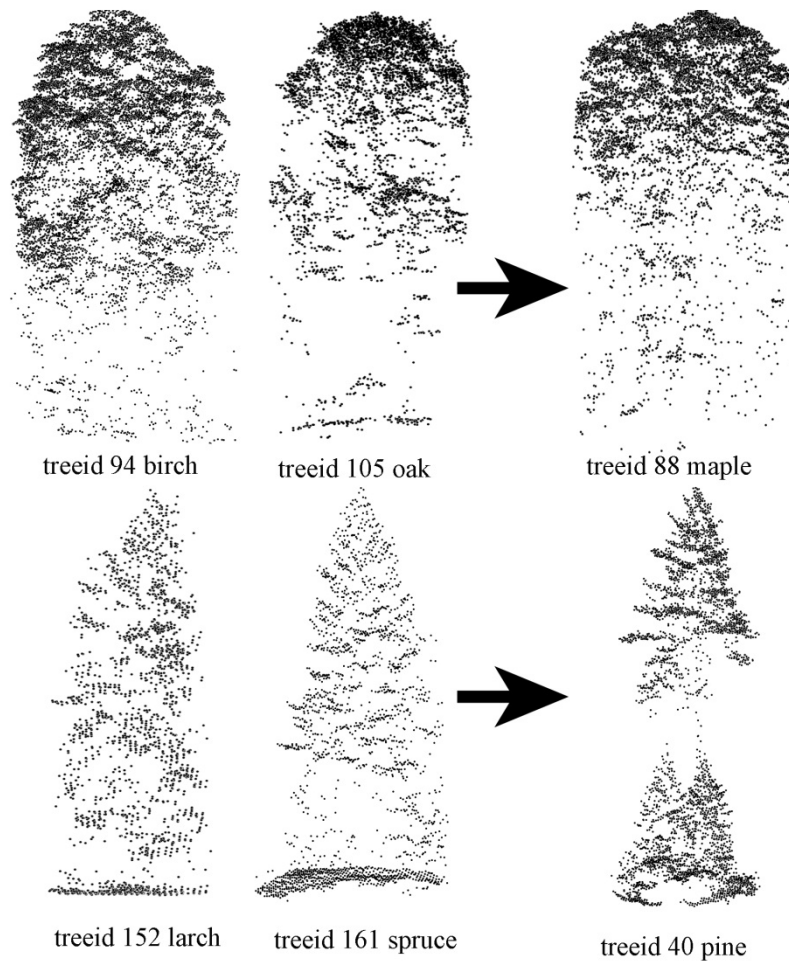 treeid 94 birch
treeid 105 oak
treeid 88 maple
treeid 152 larch
treeid 161 spruce
treeid 40 pine